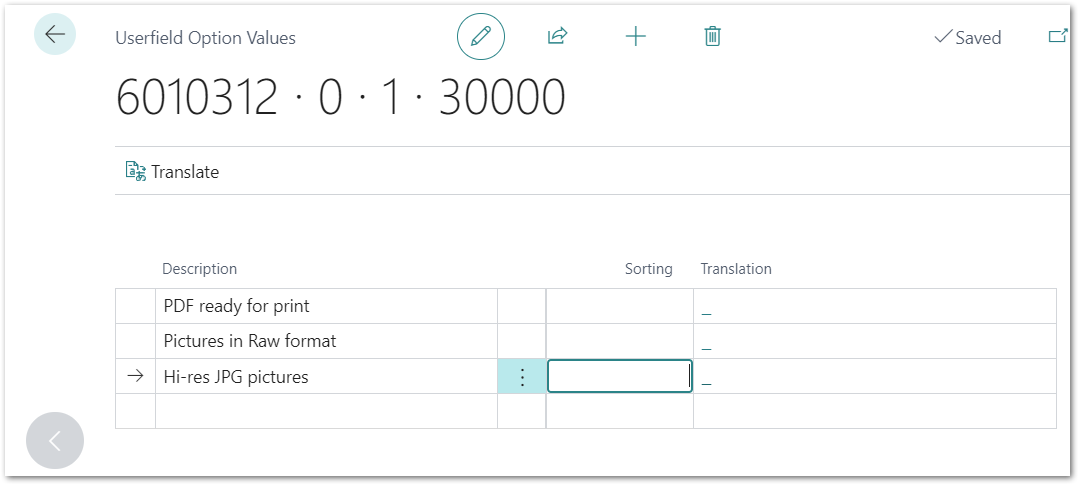 Userfield Option Values
Saved
6010312 · 0 · 1 · 30000
Translate
Description Sorting Translation
PDF ready for print _
Pictures in Raw format _
Hi-res JPG pictures _